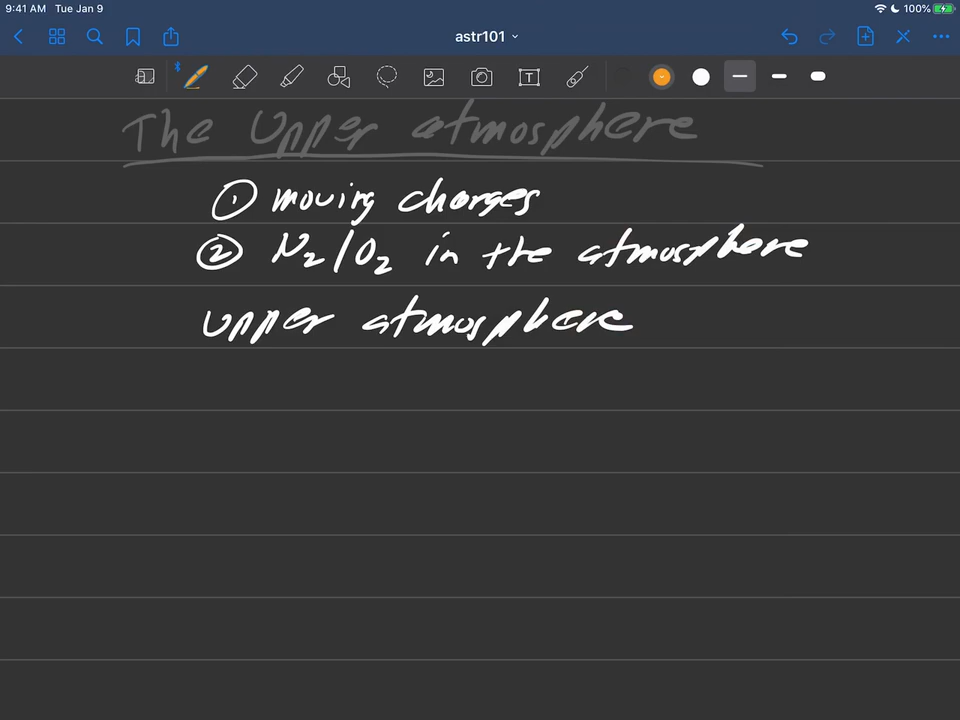 9:41 AM Tue Jan 9
100%
astr101
T
The Upper atmosphere
① moving charges
② N₂/O₂ in the atmosphere
upper atmosphere